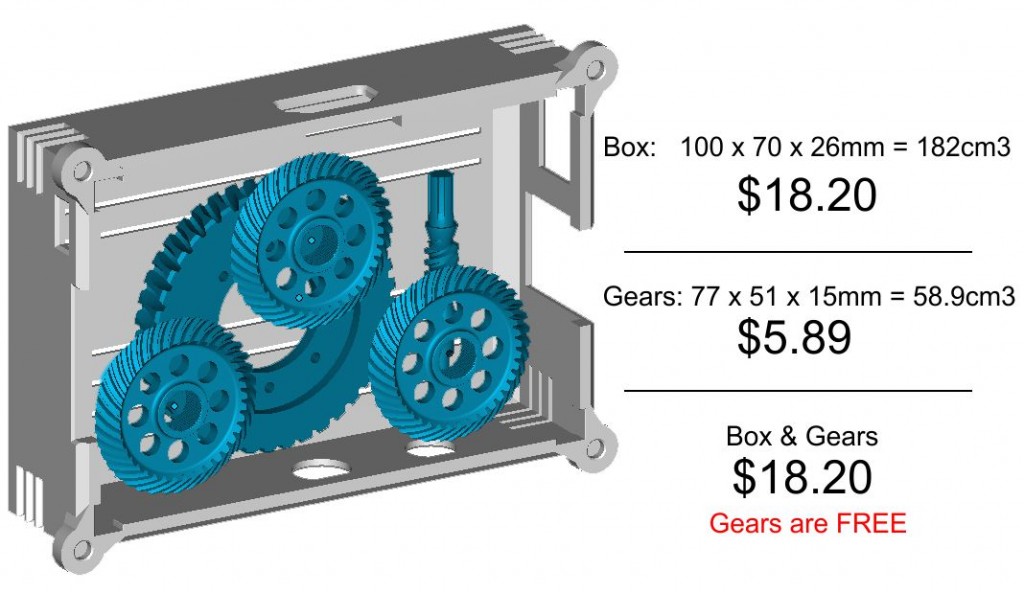 Box: 100 x 70 x 26mm = 182cm3
$18.20
Gears: 77 x 51 x 15mm = 58.9cm3
$5.89
Box & Gears
$18.20
Gears are FREE